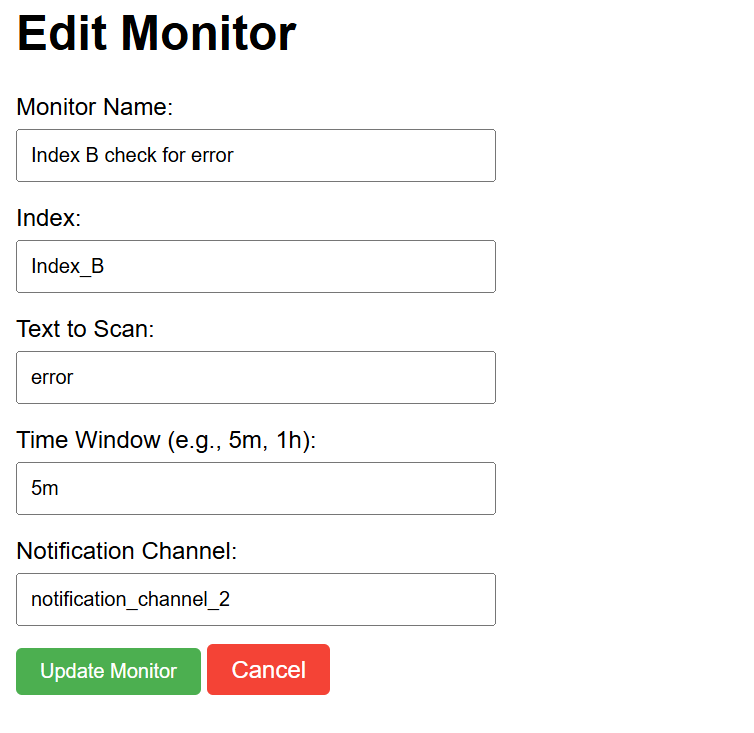 Edit Monitor
Monitor Name:
Index B check for error
Index:
Index_B
Text to Scan:
error
Time Window (e.g., 5m, 1h):
5m
Notification Channel:
notification_channel_2
Update Monitor Cancel